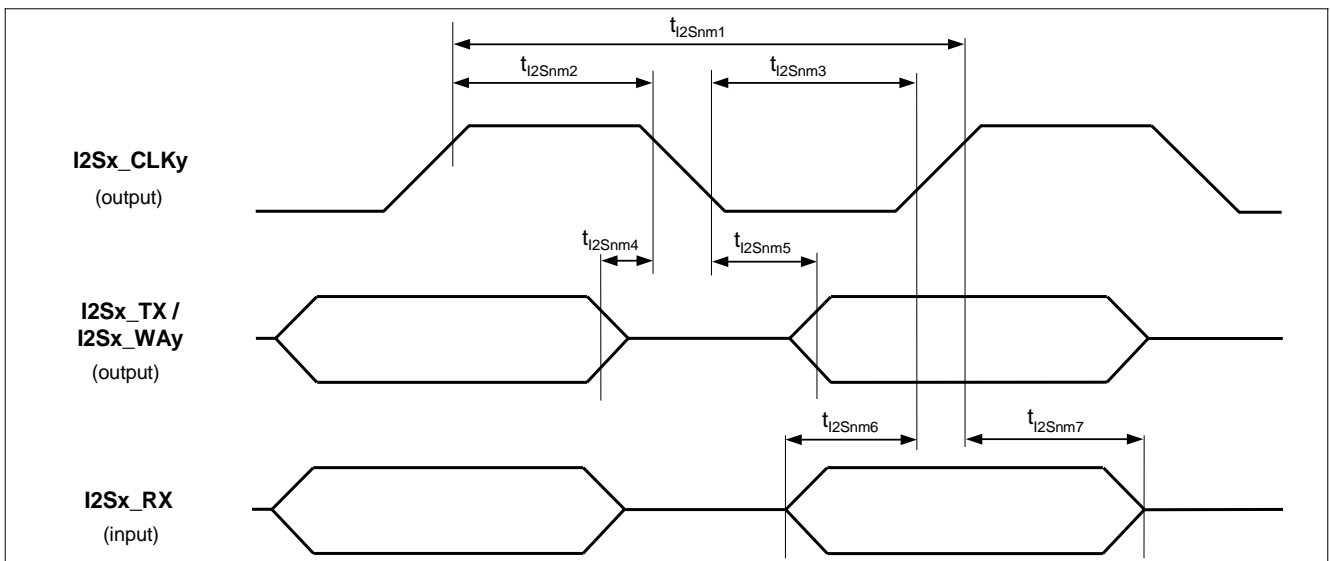 tI2Snm1
tI2Snm2
tI2Snm3
I2Sx_CLKy
(output)
tI2Snm4
tI2Snm5
I2Sx_TX /
I2Sx_WAy
(output)
tI2Snm6
tI2Snm7
I2Sx_RX
(input)